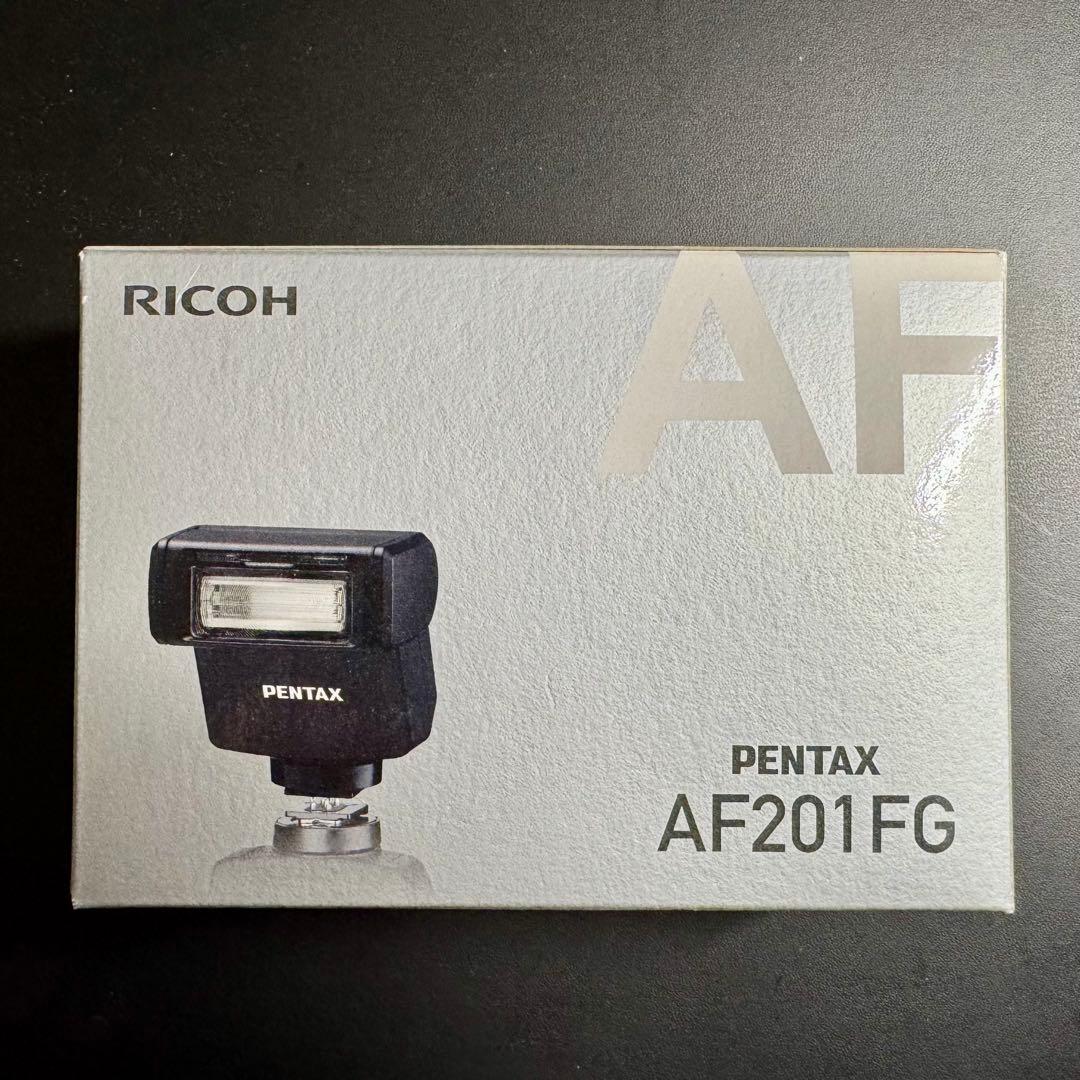 RICOH
AF
PENTAX
PENTAX
AF201FG